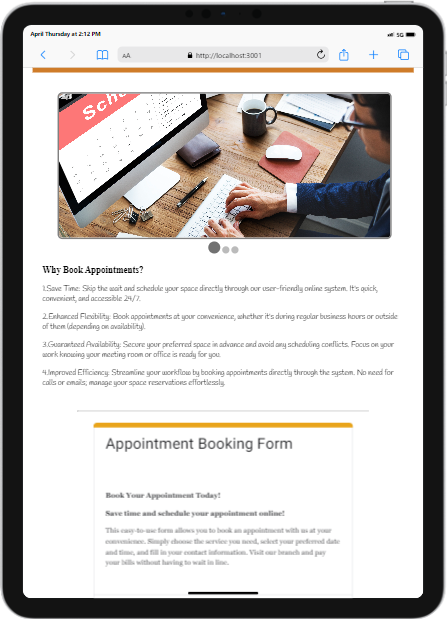 April Thursday at 2:12 PM
5G
AA
http://localhost:3001
Sch
Why Book Appointments?
1.Save Time: Skip the wait and schedule your space directly through our user-friendly online system. It's quick,
convenient, and accessible 24/7.
2.Enhanced Flexibility: Book appointments at your convenience, whether it's during regular business hours or outside
of them (depending on availability).
3.Guaranteed Availability: Secure your preferred space in advance and avoid any scheduling conflicts. Focus on your
work knowing your meeting room or office is ready for you.
4.Improved Efficiency: Streamline your workflow by booking appointments directly through the system. No need for
calls or emails, manage your space reservations effortlessly.
Appointment Booking Form
Book Your Appointment Today!
Save time and schedule your appointment online!
This easy-to-use form allows you to book an appointment with us at your
convenience. Simply choose the service you need, select your preferred date
and time, and fill in your contact information. Visit our branch and pay
your bills without having to wait in line.